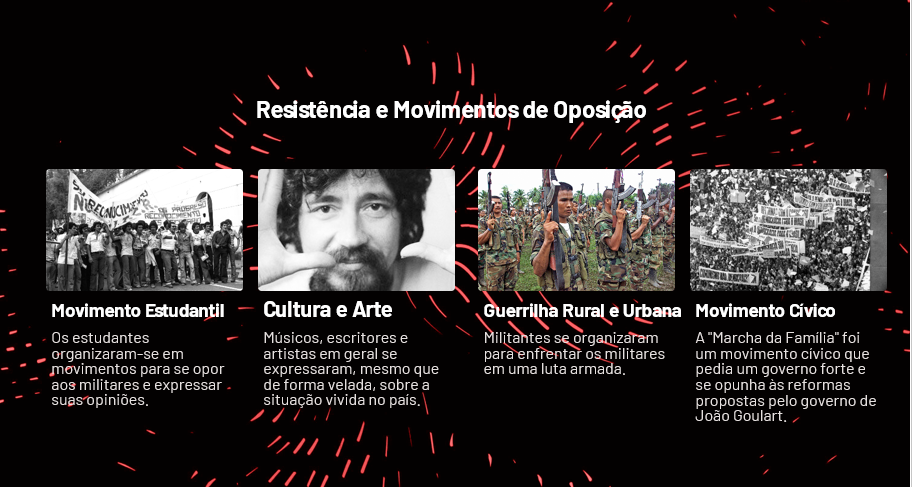 Resistência e Movimentos de Oposição
Movimento Estudantil
Os estudantes
organizaram-se em
movimentos para se opor
aos militares e expressar
suas opiniões.
Cultura e Arte
Músicos, escritores e
artistas em geral se
expressaram, mesmo que
de forma velada, sobre a
situação vivida no país.
Guerrilha Rural e Urbana
Militantes se organizaram
para enfrentar os militares
em uma luta armada.
Movimento Cívico
A "Marcha da Família" foi
um movimento cívico que
pedia um governo forte e
se opunha às reformas
propostas pelo governo de
João Goulart.